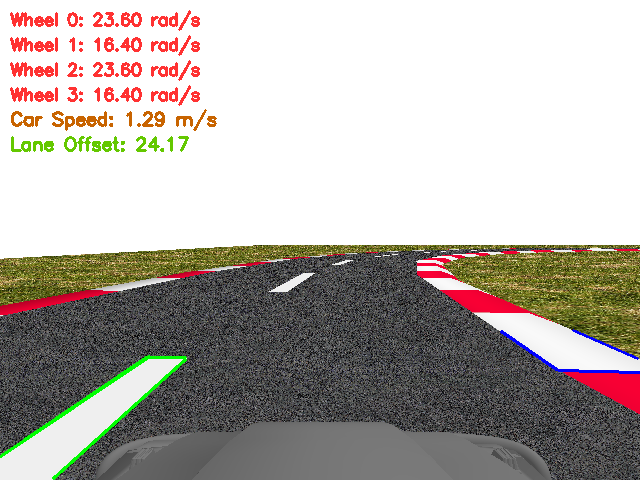 Wheel 0: 23.60 rad/s
Wheel 1: 16.40 rad/s
Wheel 2: 23.60 rad/s
Wheel 3: 16.40 rad/s
Car Speed: 1.29 m/s
Lane Offset: 24.17